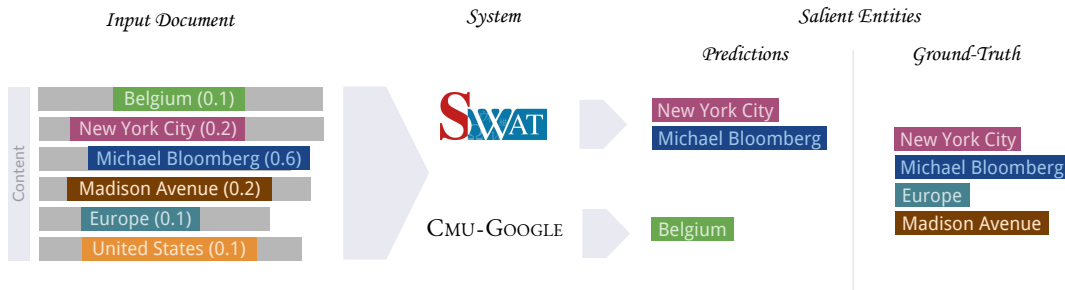 Input Document
System
Salient Entities
Predictions
Ground-Truth
Content
Belgium (0.1)
New York City (0.2)
Michael Bloomberg (0.6)
Madison Avenue (0.2)
Europe (0.1)
United States (0.1)
SWAT
CMU-GOOGLE
New York City
Michael Bloomberg
Belgium
New York City
Michael Bloomberg
Europe
Madison Avenue